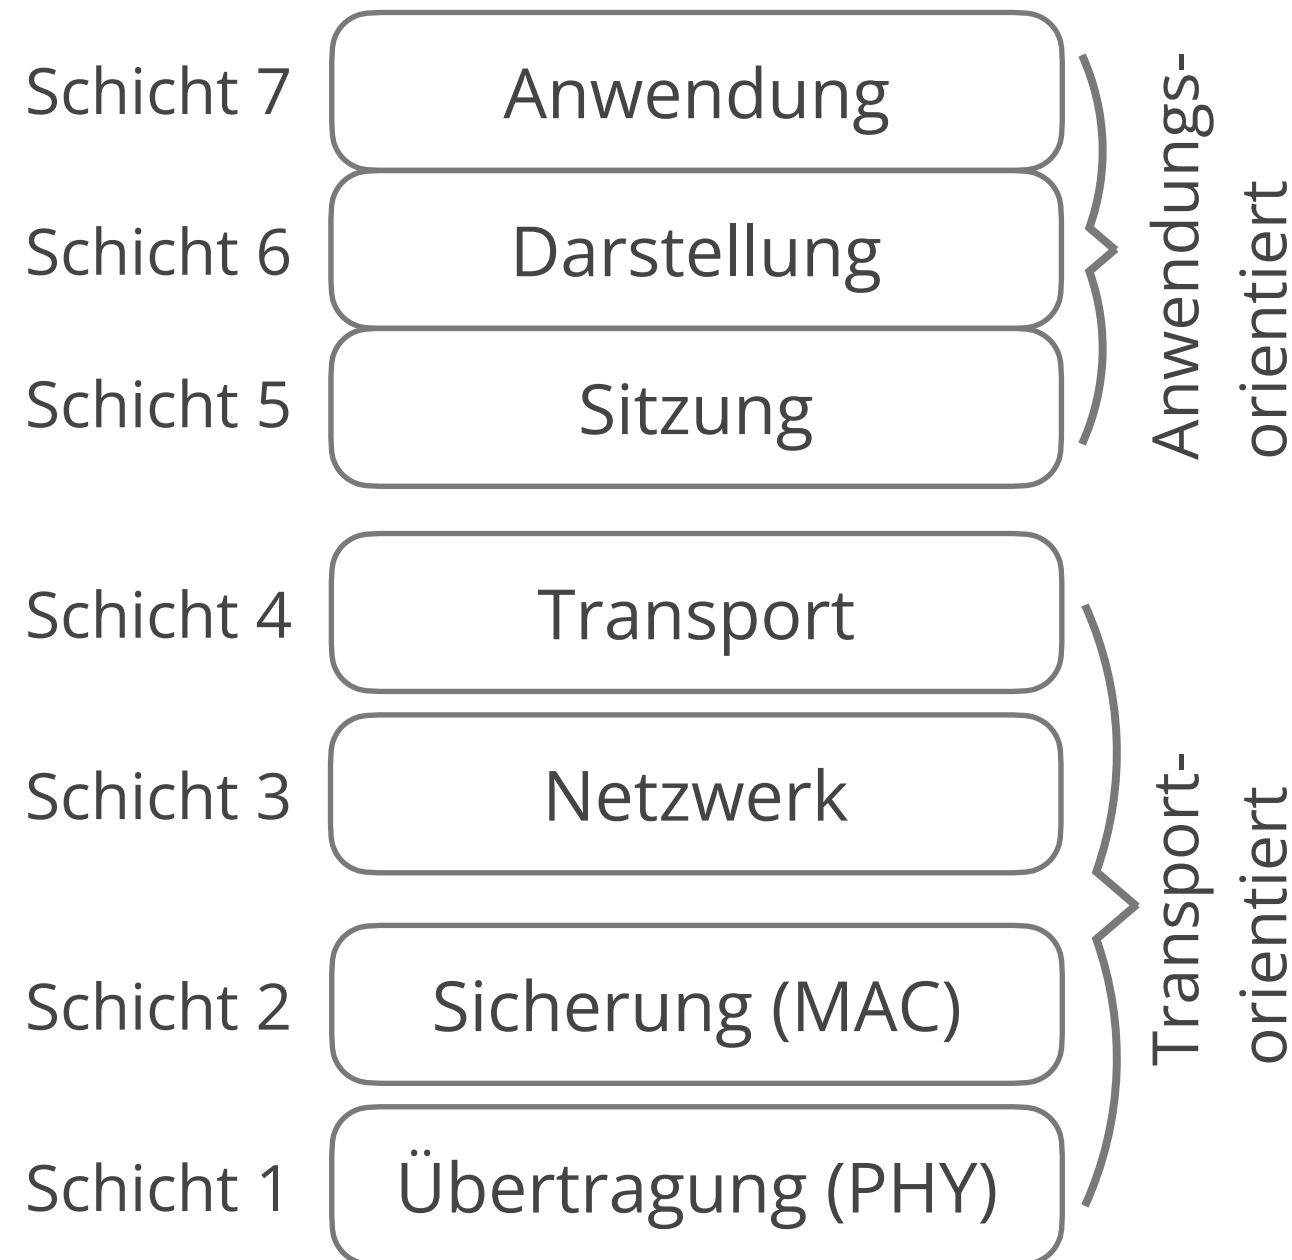 Schicht 7 Anwendung
Schicht 6 Darstellung
Schicht 5 Sitzung
Anwendungs-
orientiert
Schicht 4 Transport
Schicht 3 Netzwerk
Schicht 2 Sicherung (MAC)
Schicht 1 Übertragung (PHY)
Transport-
orientiert